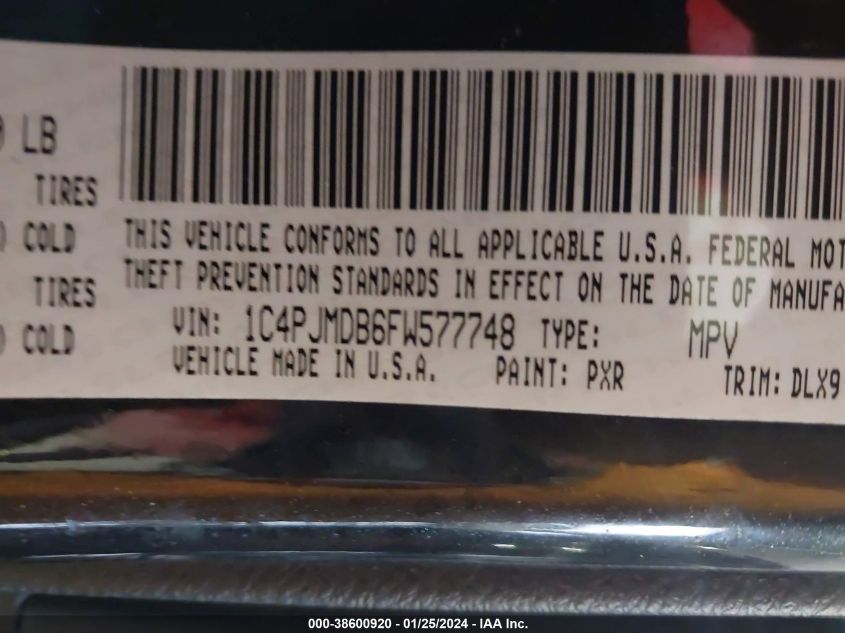 LB
TIRES
COLD
TIRES
COLD
THIS VEHICLE CONFORMS TO ALL APPLICABLE U.S.A. FEDERAL MOT
THEFT PREVENTION STANDARDS IN EFFECT ON THE DATE OF MANUFA
VIN: 1C4PJMDB6FW577748 TYPE: MPV
VEHICLE MADE IN U.S.A. PAINT: PXR TRIM: DLX9
000-38600920 - 01/25/2024 - IAA Inc.